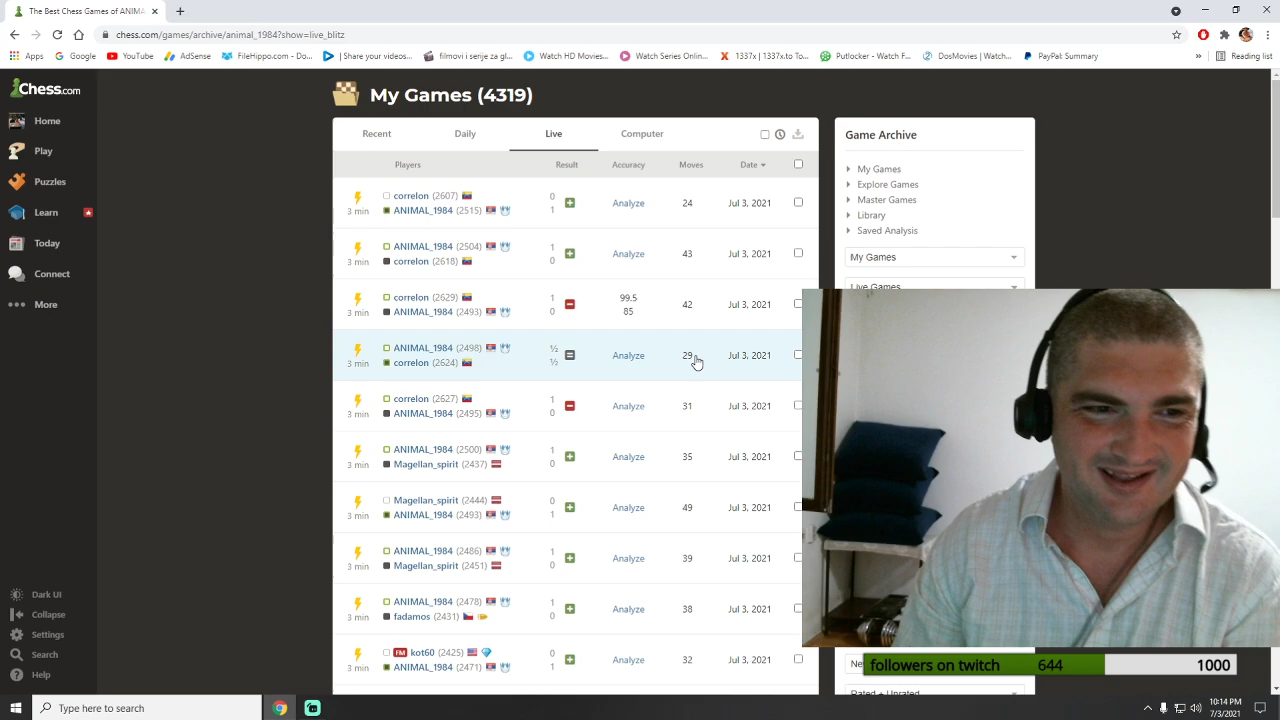 The Best Chess Games of ANIMAL_
chess.com/games/archive/animal_1984?show=live_blitz
Apps Google YouTube AdSense FileHippo.com - Do... | Share your videos... filmovi i serije za gl... Watch HD Movies... Watch Series Onlin... 1337x | 1337x.to To... Putlocker - Watch F... DosMovies | Watch... PayPal: Summary » Reading list
Chess.com
Home
Play
Puzzles
Learn
Today
Connect
More
Dark UI
Collapse
Settings
Search
Help
My Games (4319)
Recent Daily Live Computer
Players Result Accuracy Moves Date
3 min correlon (2607) 0
ANIMAL_1984 (2515) 1 Analyze 24 Jul 3, 2021
3 min ANIMAL_1984 (2504) 1
correlon (2618) 0 Analyze 43 Jul 3, 2021
3 min correlon (2629) 1 99.5
ANIMAL_1984 (2493) 0 85 42 Jul 3, 2021
3 min ANIMAL_1984 (2498) ½
correlon (2624) ½ Analyze 29 Jul 3, 2021
3 min correlon (2627) 1
ANIMAL_1984 (2495) 0 Analyze 31 Jul 3, 2021
3 min ANIMAL_1984 (2500) 1
Magellan_spirit (2437) 0 Analyze 35 Jul 3, 2021
3 min Magellan_spirit (2444) 0
ANIMAL_1984 (2493) 1 Analyze 49 Jul 3, 2021
3 min ANIMAL_1984 (2486) 1
Magellan_spirit (2451) 0 Analyze 39 Jul 3, 2021
3 min ANIMAL_1984 (2478) 1
fadamos (2431) 0 Analyze 38 Jul 3, 2021
3 min FM kot60 (2425) 0
ANIMAL_1984 (2471) 1 Analyze 32 Jul 3, 2021
Game Archive
My Games
Explore Games
Master Games
Library
Saved Analysis
My Games
Live Games
Ne
followers on twitch 644 1000
Rated + Unrated
Type here to search
10:14 PM
7/3/2021